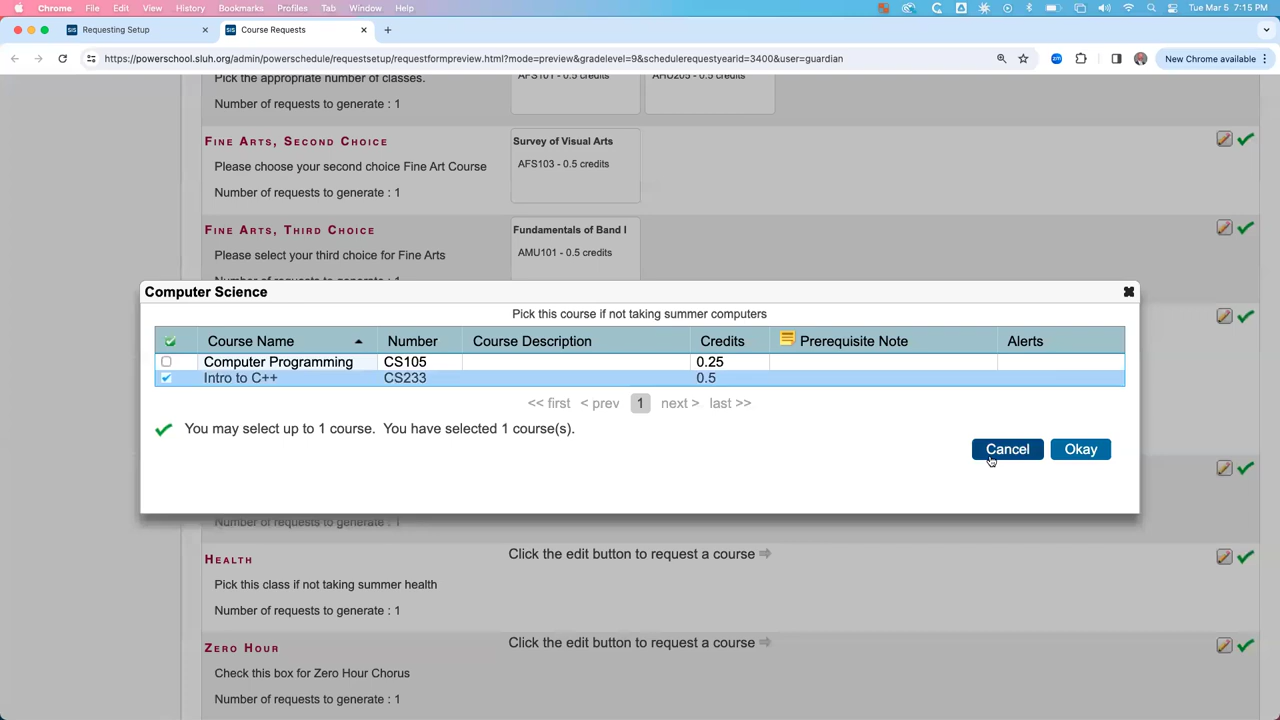 Chrome File Edit View History Bookmarks Profiles Tab Window Help Tue Mar 5 7:15 PM
Requesting Setup Course Requests
https://powerschool.sluh.org/admin/powerschedule/requestsetup/requestformpreview.html?mode=preview&gradelevel=9&schedulerequestyearid=3400&user=guardian New Chrome available
Pick the appropriate number of classes. AFS101 - 0.5 credits AHU205 - 0.5 credits
Number of requests to generate : 1
Fine Arts, Second Choice Survey of Visual Arts
Please choose your second choice Fine Art Course AFS103 - 0.5 credits
Number of requests to generate : 1
Fine Arts, Third Choice Fundamentals of Band I
Please select your third choice for Fine Arts AMU101 - 0.5 credits
Number of requests to generate : 1
Computer Science
Pick this course if not taking summer computers
Course Name Number Course Description Credits Prerequisite Note Alerts
Computer Programming CS105 0.25
Intro to C++ CS233 0.5
<< first < prev 1 next > last >>
You may select up to 1 course. You have selected 1 course(s).
Cancel Okay
Number of requests to generate : 1
Health Click the edit button to request a course ⇒
Pick this class if not taking summer health
Number of requests to generate : 1
Zero Hour Click the edit button to request a course ⇒
Check this box for Zero Hour Chorus
Number of requests to generate : 1